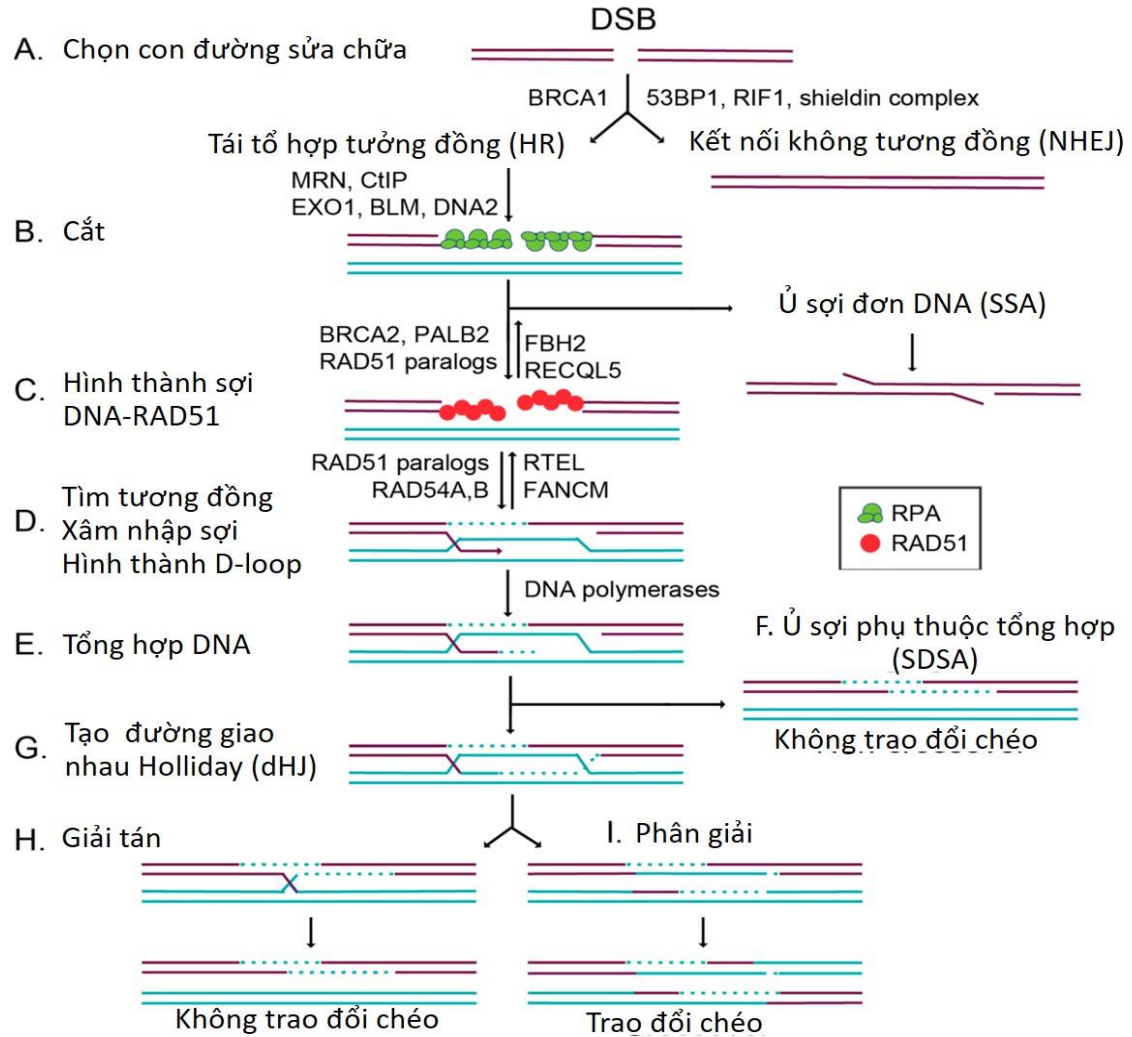 DSB
A. Chọn con đường sửa chữa
BRCA1
53BP1, RIF1, shieldin complex
Tái tổ hợp tưởng đồng (HR)
Kết nối không tương đồng (NHEJ)
MRN, CtIP
EXO1, BLM, DNA2
B. Cắt
Ủ sợi đơn DNA (SSA)
BRCA2, PALB2
RAD51 paralogs
FBH2
RECQL5
C. Hình thành sợi
DNA-RAD51
RAD51 paralogs
RAD54A,B
RTEL
FANCM
D. Tìm tương đồng
Xâm nhập sợi
Hình thành D-loop
RPA
RAD51
DNA polymerases
E. Tổng hợp DNA
F. Ủ sợi phụ thuộc tổng hợp
(SDSA)
Không trao đổi chéo
G. Tạo đường giao
nhau Holliday (dHJ)
H. Giải tán
I. Phân giải
Không trao đổi chéo
Trao đổi chéo